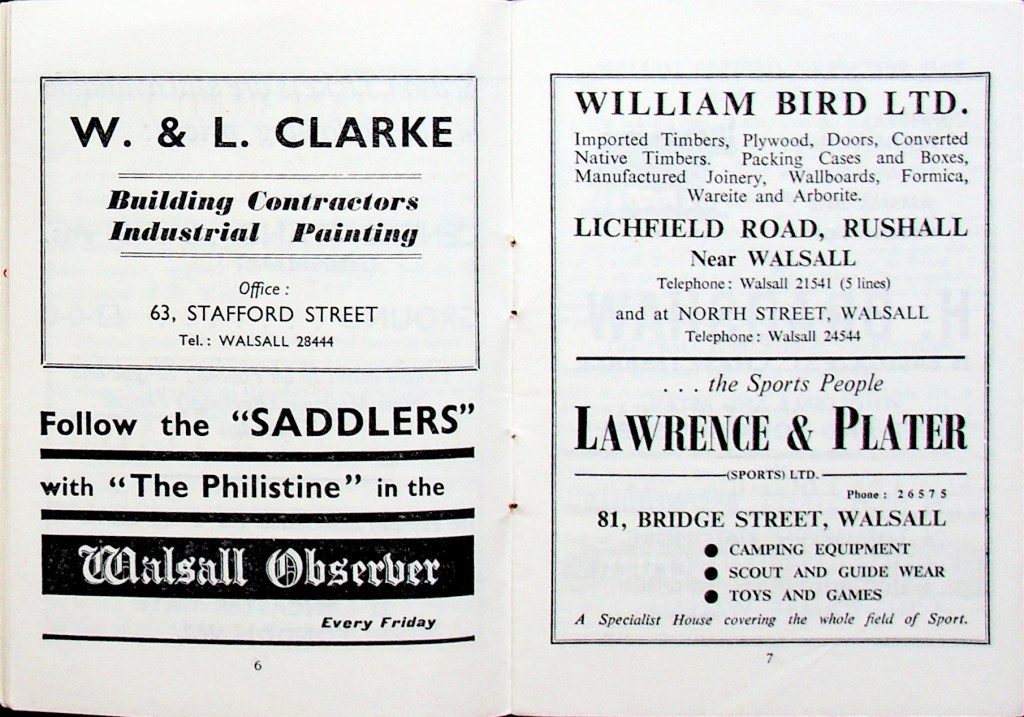 W. & L. CLARKE
Building Contractors
Industrial Painting
Office :
63, STAFFORD STREET
Tel. : WALSALL 28444
Follow the "SADDLERS"
with "The Philistine" in the
Walsall Observer
Every Friday
6
WILLIAM BIRD LTD.
Imported Timbers, Plywood, Doors, Converted
Native Timbers. Packing Cases and Boxes,
Manufactured Joinery, Wallboards, Formica,
Wareite and Arborite.
LICHFIELD ROAD, RUSHALL
Near WALSALL
Telephone : Walsall 21541 (5 lines)
and at NORTH STREET, WALSALL
Telephone : Walsall 24544
. . . the Sports People
LAWRENCE & PLATER
(SPORTS) LTD.
Phone : 26575
81, BRIDGE STREET, WALSALL
● CAMPING EQUIPMENT
● SCOUT AND GUIDE WEAR
● TOYS AND GAMES
A Specialist House covering the whole field of Sport.
7